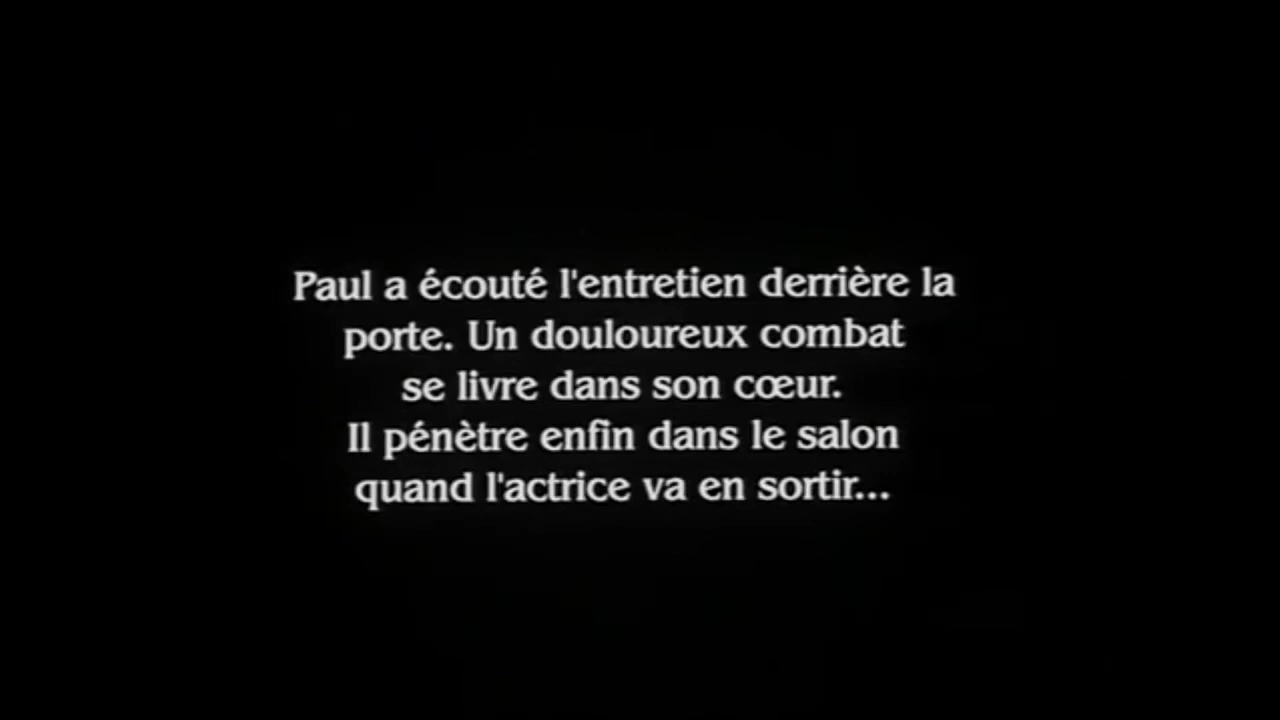 Paul a écouté l'entretien derrière la
porte. Un douloureux combat
se livre dans son cœur.
Il pénètre enfin dans le salon
quand l'actrice va en sortir...